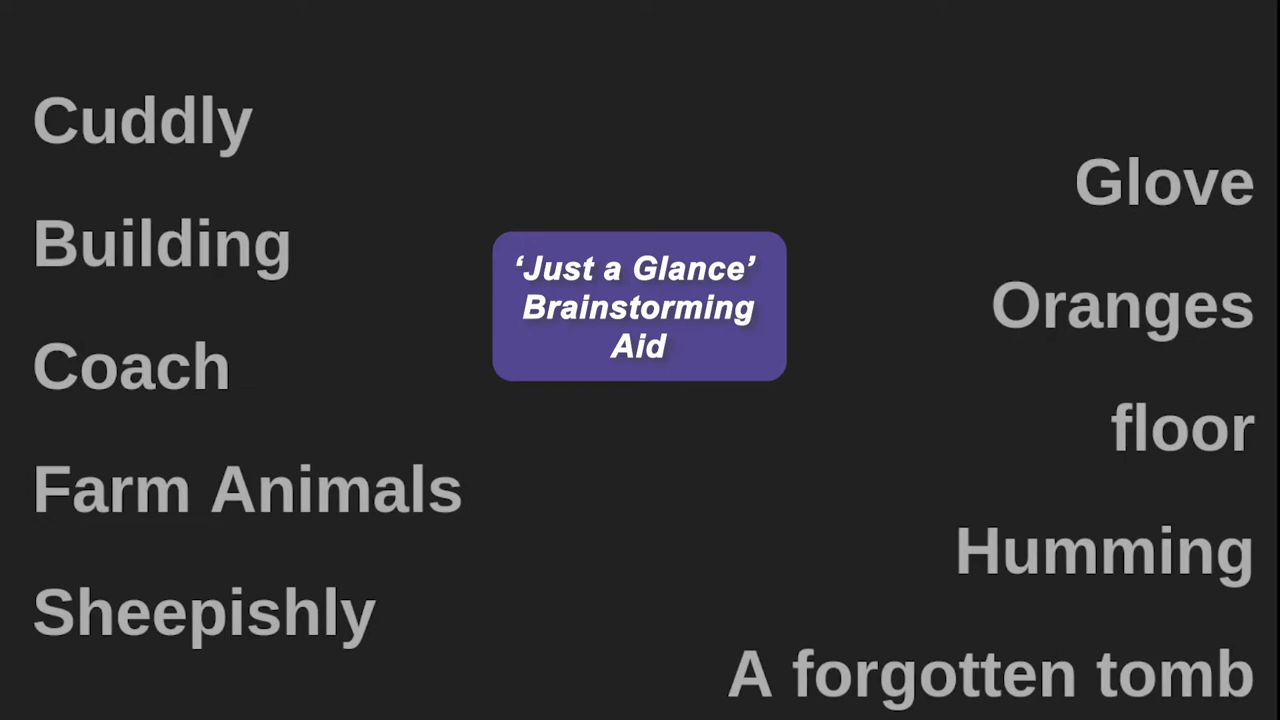 Cuddly
Building
Coach
Farm Animals
Sheepishly
‘Just a Glance’
Brainstorming
Aid
Glove
Oranges
floor
Humming
A forgotten tomb